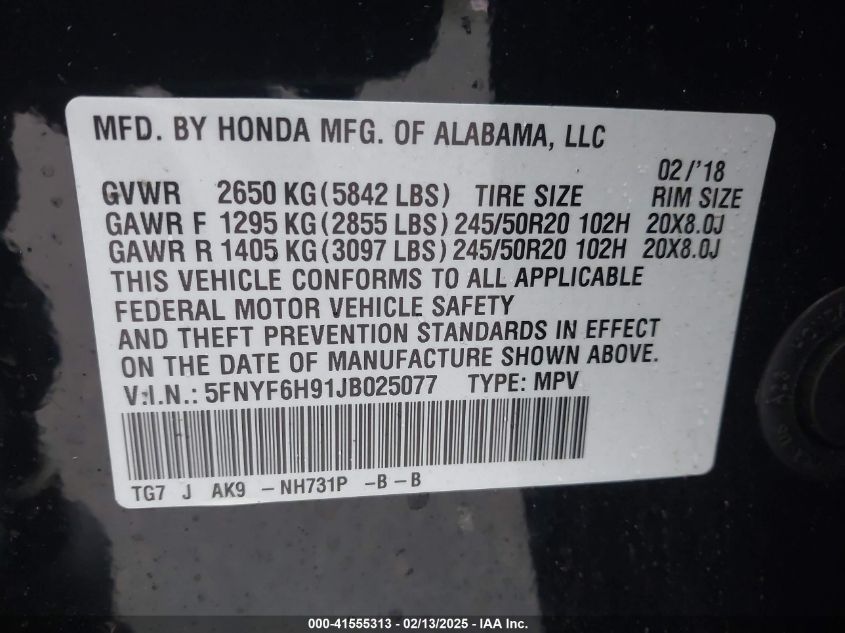 MFD. BY HONDA MFG. OF ALABAMA, LLC
02/'18
GVWR 2650 KG (5842 LBS) TIRE SIZE RIM SIZE
GAWR F 1295 KG (2855 LBS) 245/50R20 102H 20X8.0J
GAWR R 1405 KG (3097 LBS) 245/50R20 102H 20X8.0J
THIS VEHICLE CONFORMS TO ALL APPLICABLE
FEDERAL MOTOR VEHICLE SAFETY
AND THEFT PREVENTION STANDARDS IN EFFECT
ON THE DATE OF MANUFACTURE SHOWN ABOVE.
V.I.N.: 5FNYF6H91JB025077 TYPE: MPV
TG7 J AK9 – NH731P – B – B
000-41555313 - 02/13/2025 - IAA Inc.